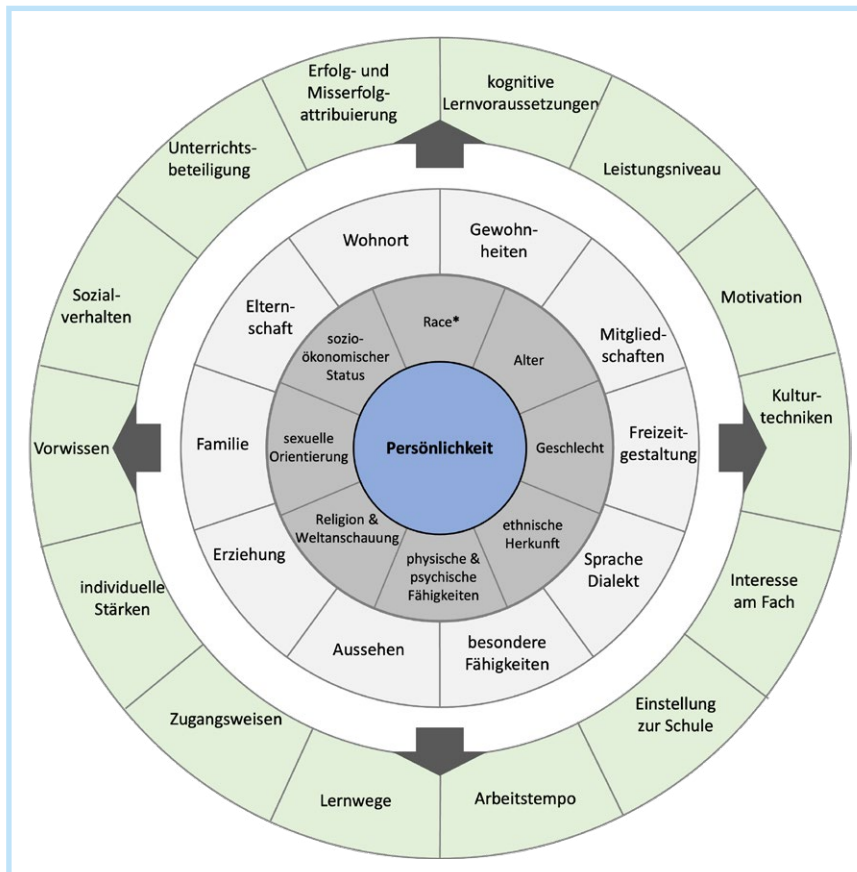 Erfolg- und
Misserfolg-
attribuierung
kognitive
Lernvoraussetzungen
Leistungsniveau
Motivation
Kultur-
techniken
Interesse
am Fach
Einstellung
zur Schule
Arbeitstempo
Lernwege
Zugangsweisen
individuelle
Stärken
Vorwissen
Sozial-
verhalten
Unterrichts-
beteiligung
Wohnort
Gewohn-
heiten
Mitglied-
schaften
Freizeit-
gestaltung
Sprache
Dialekt
besondere
Fähigkeiten
Aussehen
Erziehung
Familie
Eltern-
schaft
Race*
Alter
Geschlecht
ethnische
Herkunft
physische &
psychische
Fähigkeiten
Religion &
Weltanschauung
sexuelle
Orientierung
sozio-
ökonomischer
Status
Persönlichkeit